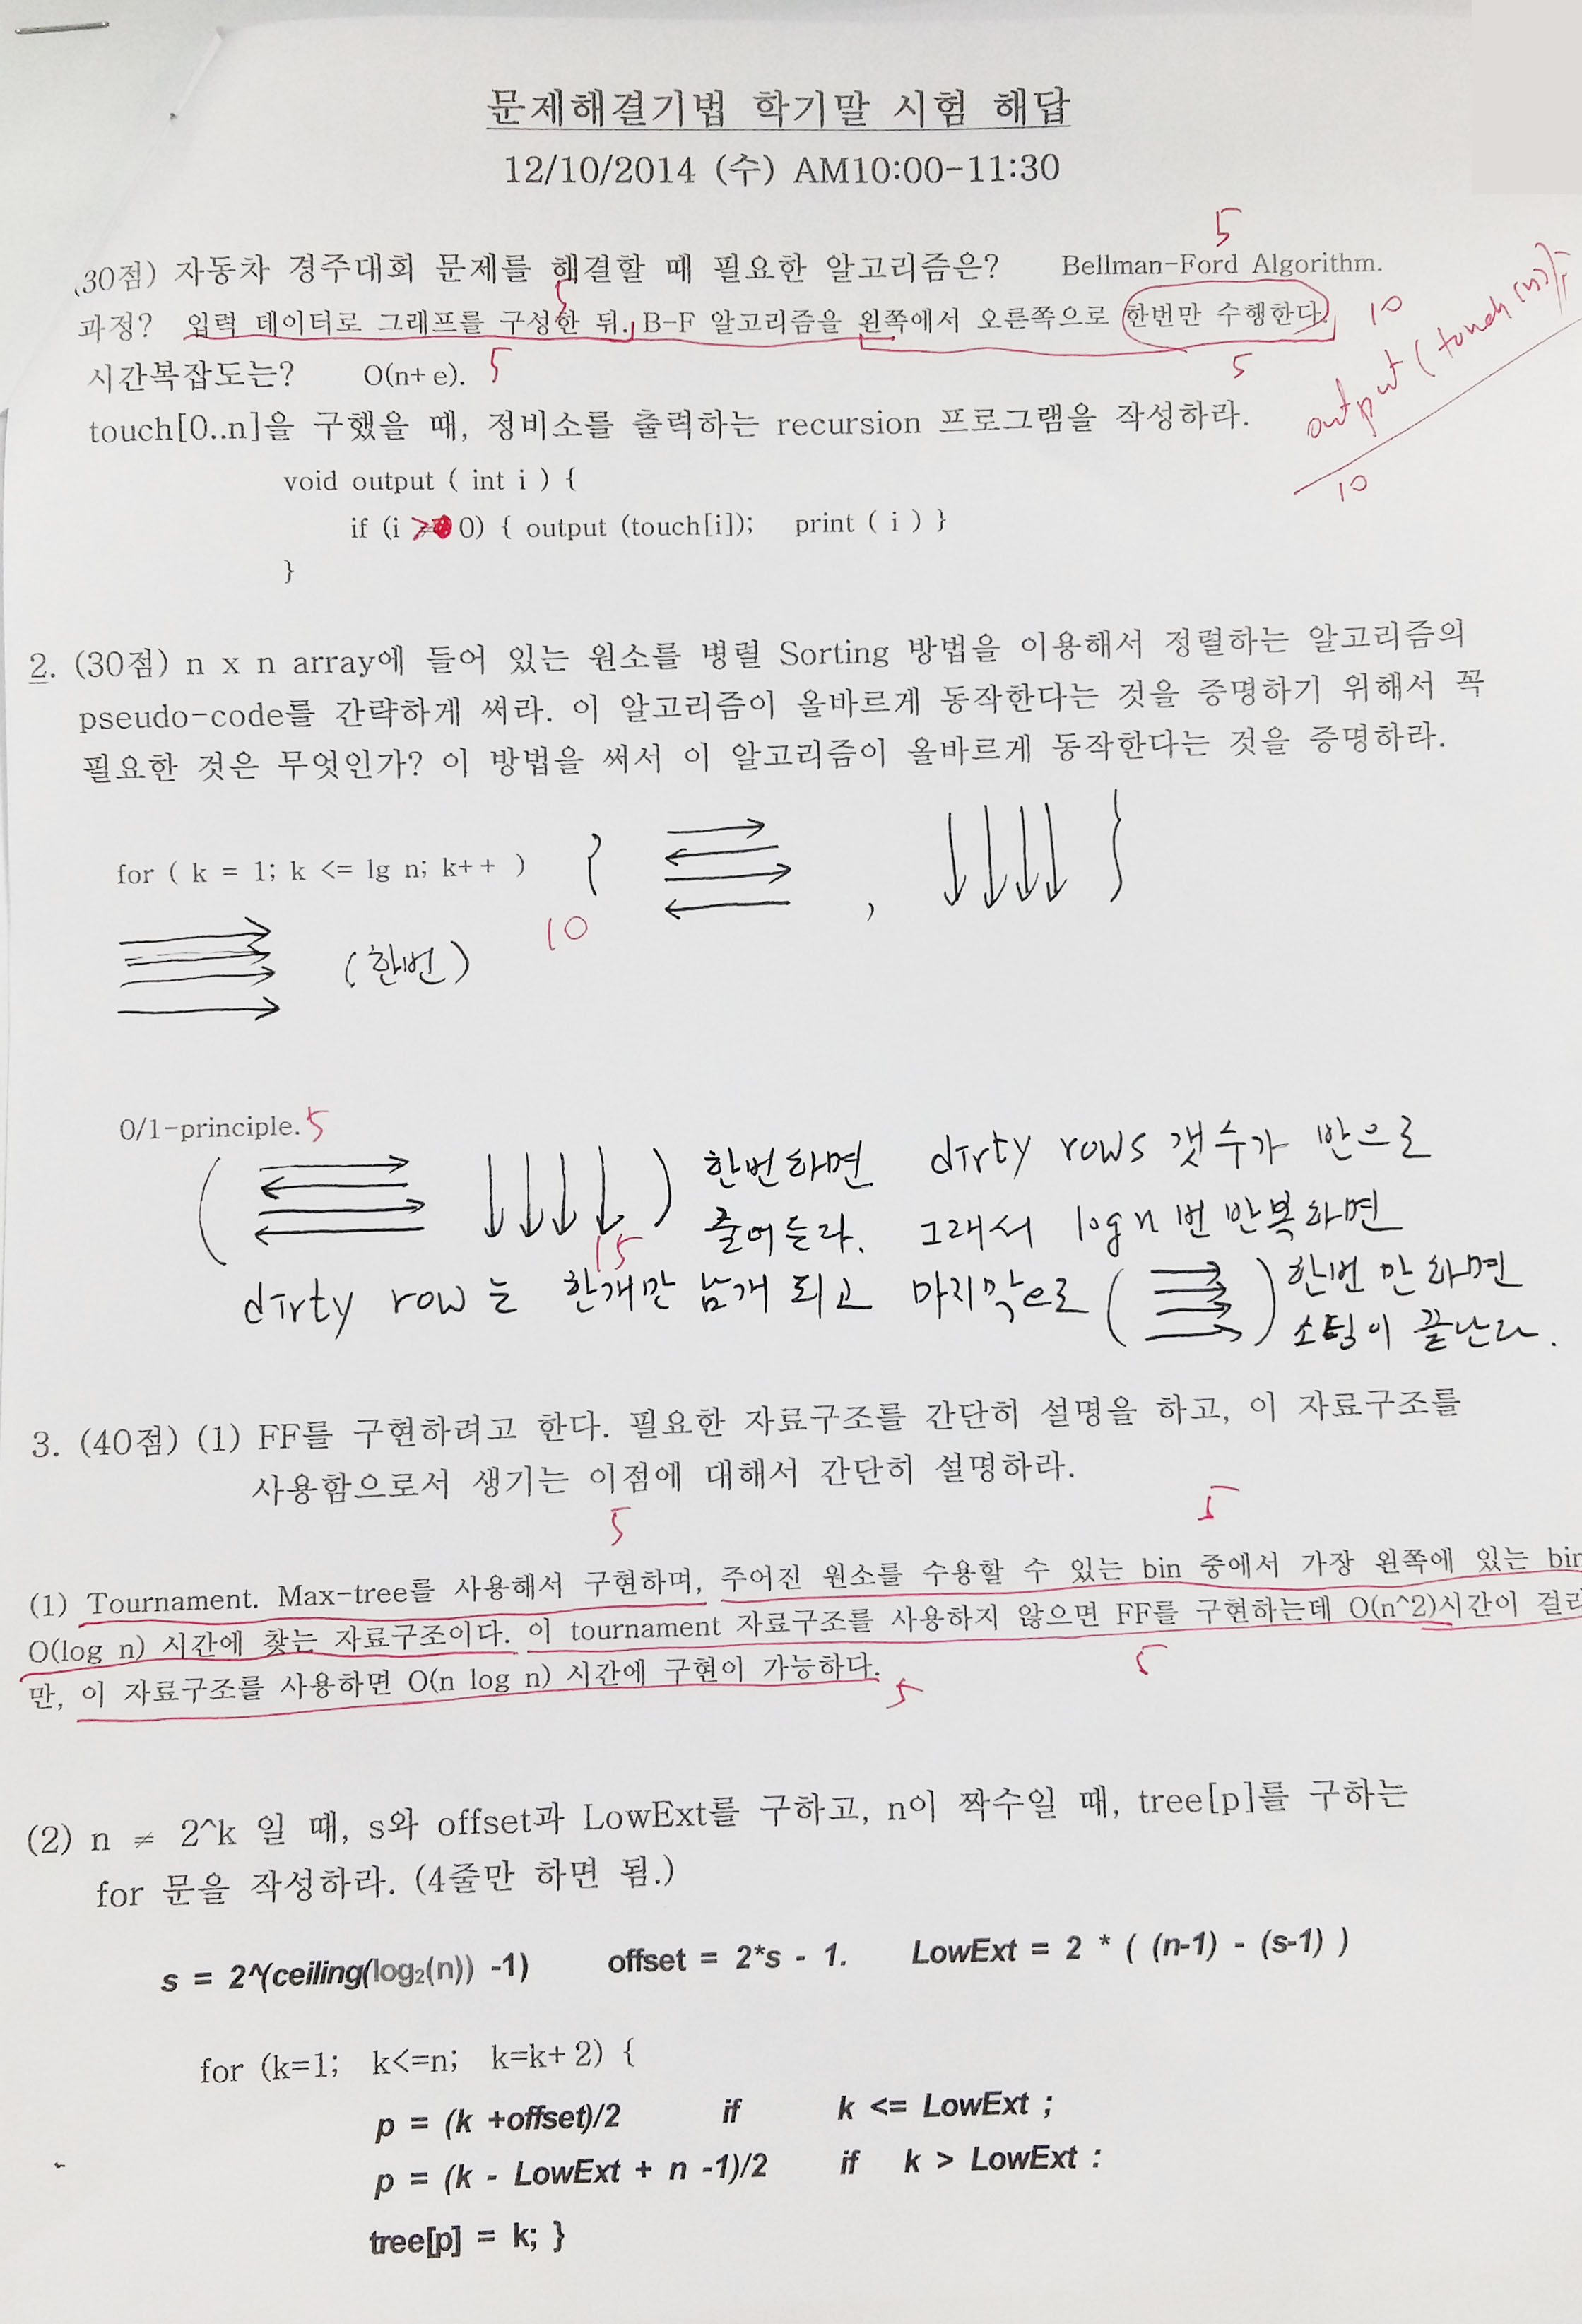 문제해결기법 학기말 시험 해답
12/10/2014 (수) AM10:00-11:30
5
30점) 자동차 경주대회 문제를 해결할 때 필요한 알고리즘은? Bellman-Ford Algorithm.
5
과정? 입력 데이터로 그래프를 구성한 뒤. B-F 알고리즘을 왼쪽에서 오른쪽으로 한번만 수행한다. 10
시간복잡도는? O(n+e). 5 5
output (touch(n));
10
touch[0..n]을 구했을 때, 정비소를 출력하는 recursion 프로그램을 작성하라.
void output ( int i ) {
if (i > 0) { output (touch[i]); print ( i ) }
}
2. (30점) n x n array에 들어 있는 원소를 병렬 Sorting 방법을 이용해서 정렬하는 알고리즘의
pseudo-code를 간략하게 써라. 이 알고리즘이 올바르게 동작한다는 것을 증명하기 위해서 꼭
필요한 것은 무엇인가? 이 방법을 써서 이 알고리즘이 올바르게 동작한다는 것을 증명하라.
for ( k = 1; k <= lg n; k++ ) { , }
10
(한번)
0/1-principle. 5
( ) 한번하면 dirty rows 갯수가 반으로
줄어든다. 그래서 log n 번 반복하면
15
dirty row 는 한개만 남게 되고 마지막으로 ( ) 한번 만 하면
소팅이 끝난다.
3. (40점) (1) FF를 구현하려고 한다. 필요한 자료구조를 간단히 설명을 하고, 이 자료구조를
사용함으로서 생기는 이점에 대해서 간단히 설명하라.
5 5
(1) Tournament. Max-tree를 사용해서 구현하며, 주어진 원소를 수용할 수 있는 bin 중에서 가장 왼쪽에 있는 bin
O(log n) 시간에 찾는 자료구조이다. 이 tournament 자료구조를 사용하지 않으면 FF를 구현하는데 O(n^2)시간이 걸리
만, 이 자료구조를 사용하면 O(n log n) 시간에 구현이 가능하다. 5 5
(2) n ≠ 2^k 일 때, s와 offset과 LowExt를 구하고, n이 짝수일 때, tree[p]를 구하는
for 문을 작성하라. (4줄만 하면 됨.)
s = 2^(ceiling(log₂(n)) -1) offset = 2*s - 1. LowExt = 2 * ( (n-1) - (s-1) )
for (k=1; k<=n; k=k+2) {
p = (k +offset)/2 if k <= LowExt ;
p = (k - LowExt + n -1)/2 if k > LowExt :
tree[p] = k; }